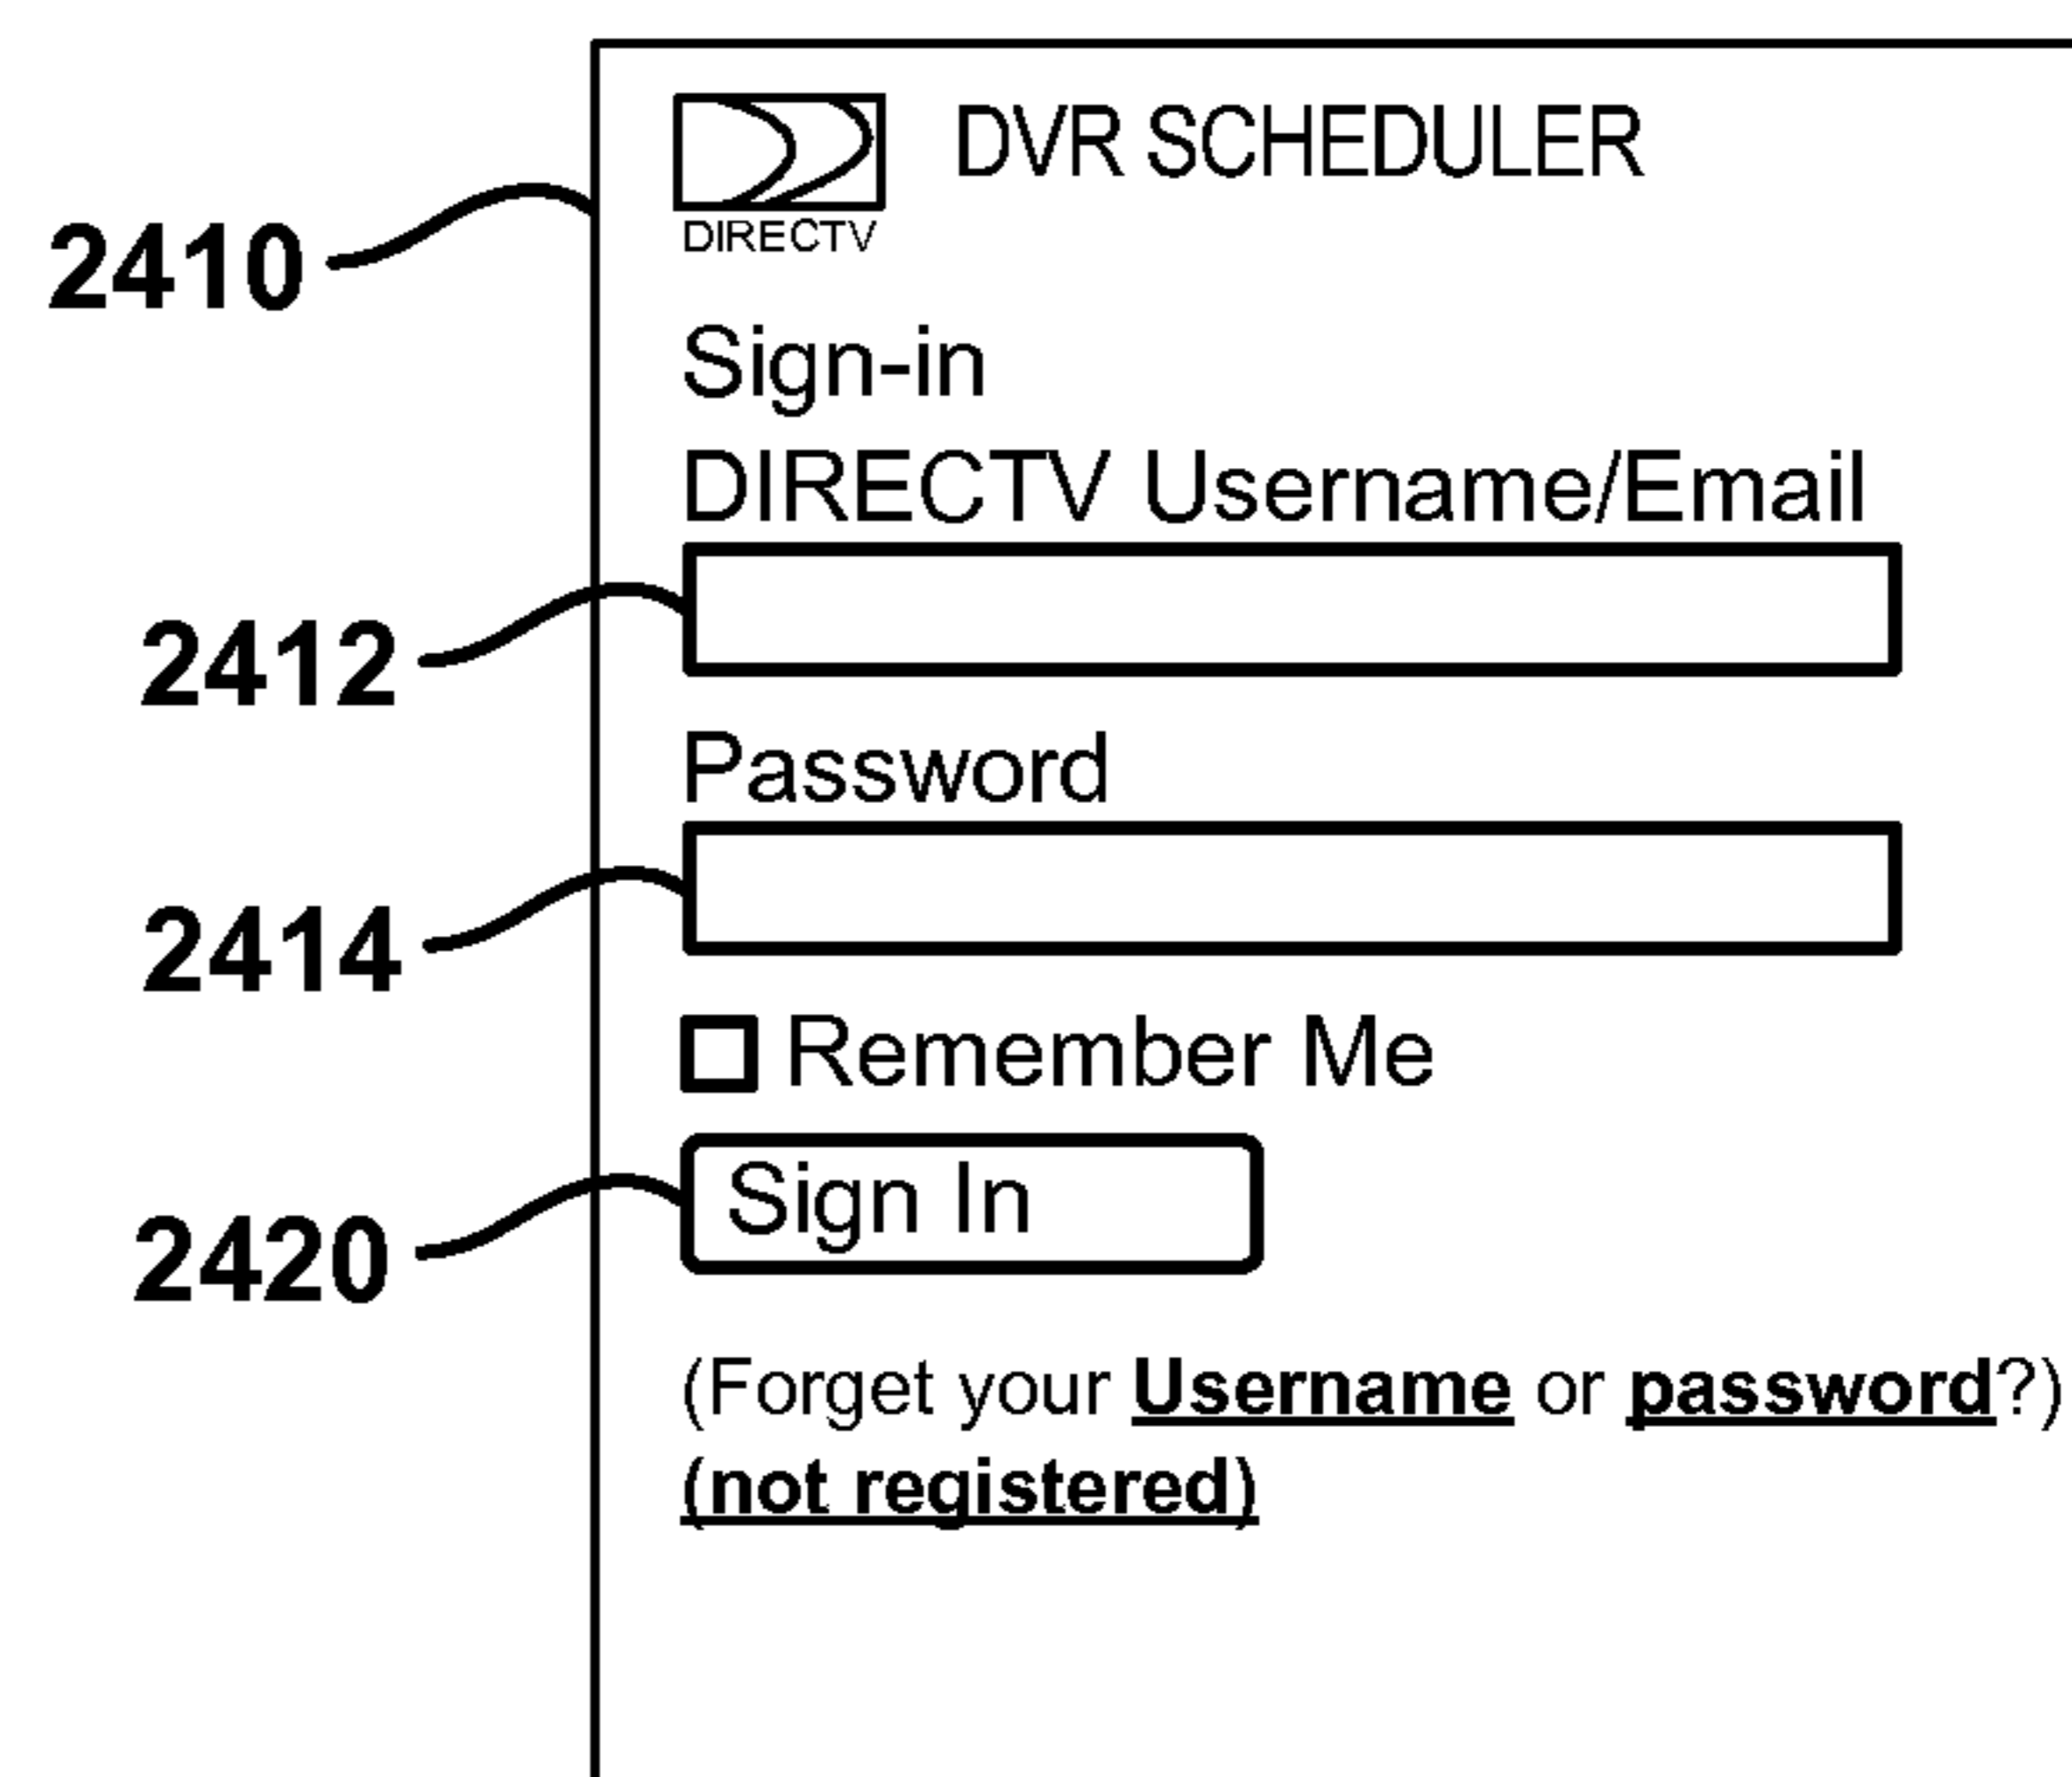 DVR SCHEDULER
DIRECTV
2410
Sign-in
DIRECTV Username/Email
2412
Password
2414
Remember Me
Sign In
2420
(Forget your Username or password?)
(not registered)